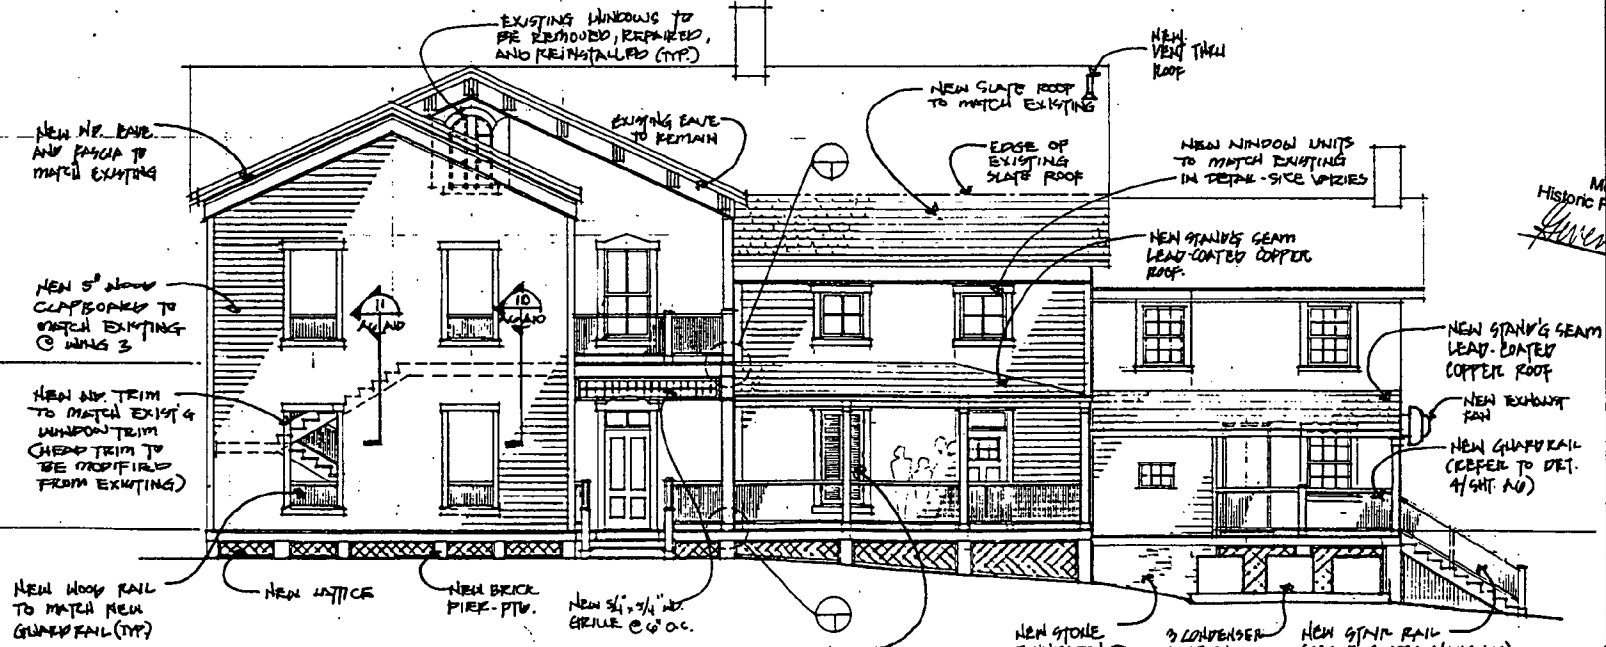 EXISTING WINDOWS TO
BE REMOVED, REPAIRED,
AND REINSTALLED (TYP.)
NEW
VENT THRU
ROOF
NEW SLATE ROOF
TO MATCH EXISTING
EXISTING EAVE
TO REMAIN
NEW WD. EAVE
AND FASCIA TO
MATCH EXISTING
EDGE OF
EXISTING
SLATE ROOF
NEW WINDOW UNITS
TO MATCH EXISTING
IN DETAIL - SIZE VARIES
Historic
NEW STAND'G SEAM
LEAD-COATED COPPER
ROOF.
NEW 5" WOOD
CLAPBOARD TO
MATCH EXISTING
@ WING 3
11
10
NEW STAND'G SEAM
LEAD-COATED
COPPER ROOF
NEW WD. TRIM
TO MATCH EXIST'G
WINDOW TRIM
(HEAD TRIM TO
BE MODIFIED
FROM EXISTING)
NEW EXHAUST
FAN
NEW GUARDRAIL
(REFER TO DET.
4/SHT. A6)
NEW WOOD RAIL
TO MATCH NEW
GUARDRAIL (TYP.)
NEW LATTICE
NEW BRICK
PIER - PTD.
NEW 5/4" x 5/4" WD.
GRILLE @ 6" O.C.
NEW STONE
3 CONDENSER
NEW STAIR RAIL